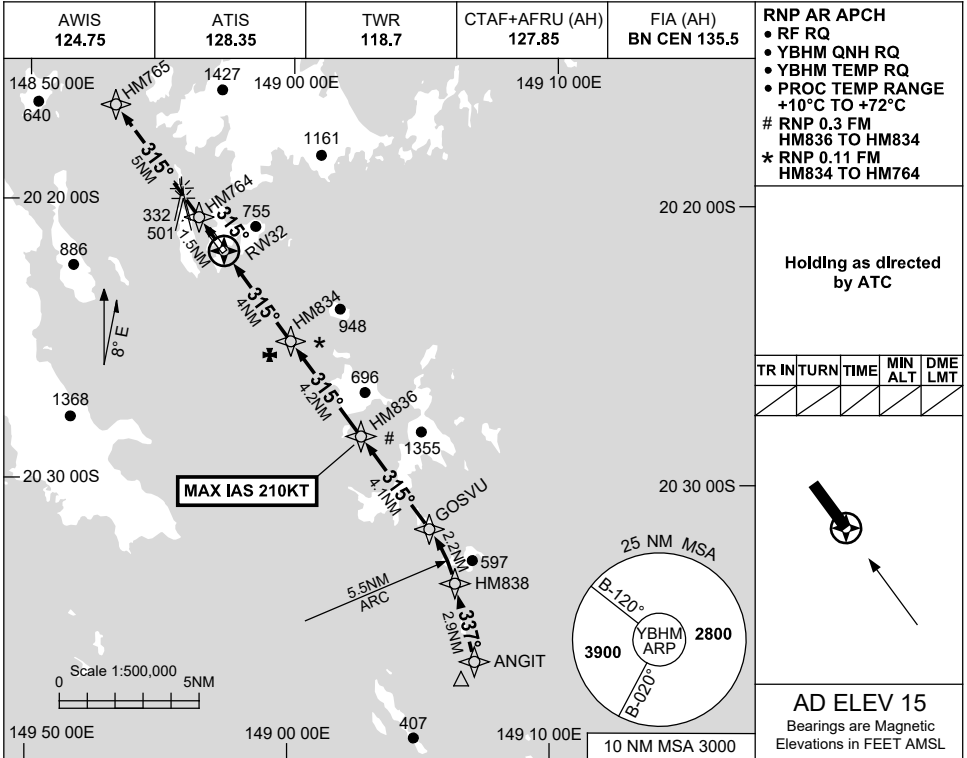 AWIS
124.75
ATIS
128.35
TWR
118.7
CTAF+AFRU (AH)
127.85
FIA (AH)
BN CEN 135.5
RNP AR APCH
• RF RQ
• YBHM QNH RQ
• YBHM TEMP RQ
• PROC TEMP RANGE
+10°C TO +72°C
# RNP 0.3 FM
HM836 TO HM834
* RNP 0.11 FM
HM834 TO HM764
Holding as directed
by ATC
TR IN
TURN
TIME
MIN
ALT
DME
LMT
AD ELEV 15
Bearings are Magnetic
Elevations in FEET AMSL
148 50 00E
149 00 00E
149 10 00E
HM765
1427
640
1161
315°
5NM
20 20 00S
20 20 00S
HM764
332
501
315°
1.5NM
755
RW32
886
8° E
315°
4NM
HM834
*
948
696
315°
4.2NM
HM836
#
1368
1355
20 30 00S
20 30 00S
MAX IAS 210KT
315°
4.1NM
GOSVU
2.2NM
597
5.5NM
ARC
HM838
337°
2.9NM
ANGIT
25 NM MSA
B-120°
YBHM
ARP
2800
3900
B-020°
10 NM MSA 3000
Scale 1:500,000
0
5NM
407
149 50 00E
149 00 00E
149 10 00E